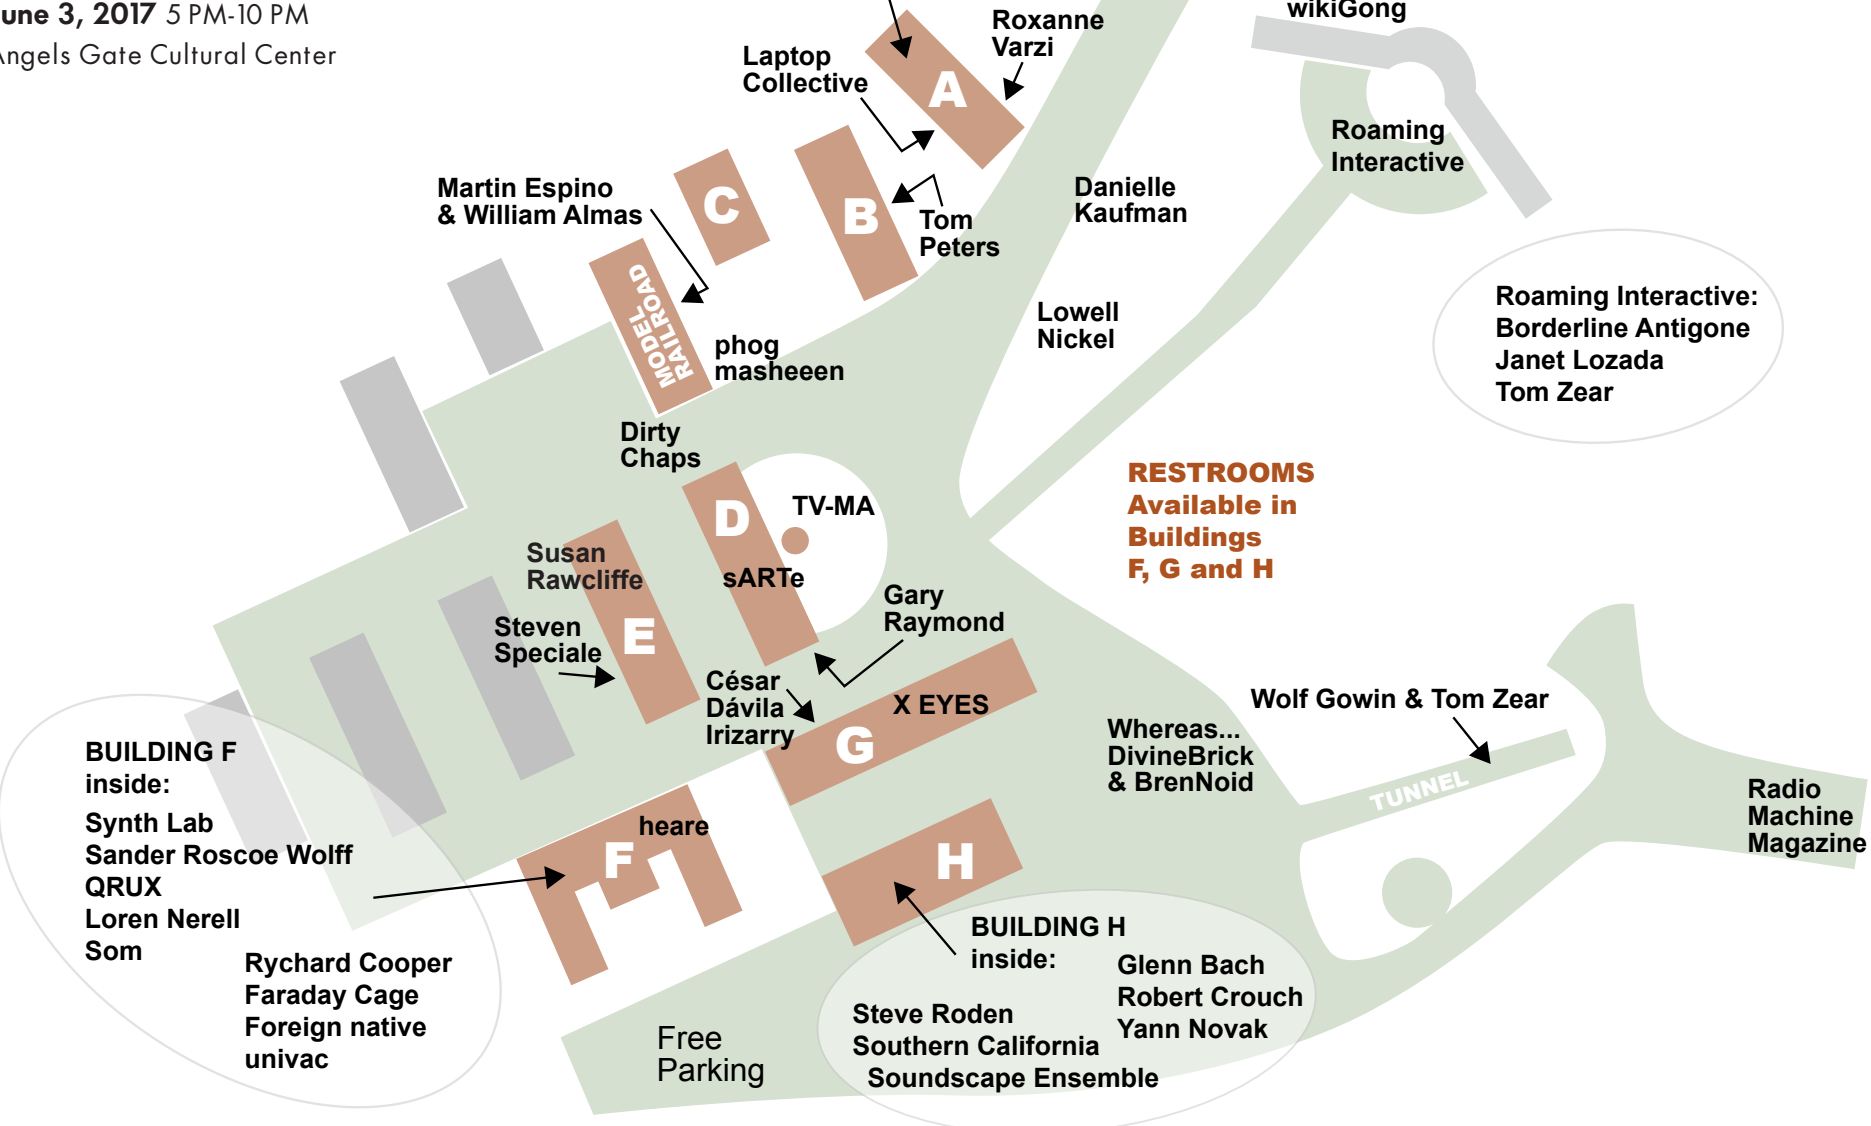 une 3, 2017 5 PM-10 PM
Angels Gate Cultural Center
wikiGong
Roxanne
Varzi
Laptop
Collective
A
Roaming
Interactive
Martin Espino
& William Almas
C
B
Tom
Peters
Danielle
Kaufman
MODEL
RAILROAD
Lowell
Nickel
phog
masheeen
Roaming Interactive:
Borderline Antigone
Janet Lozada
Tom Zear
Dirty
Chaps
D
TV-MA
sARTe
RESTROOMS
Available in
Buildings
F, G and H
Susan
Rawcliffe
E
Steven
Speciale
Gary
Raymond
César
Dávila
Irizarry
X EYES
G
Whereas...
DivineBrick
& BrenNoid
Wolf Gowin & Tom Zear
TUNNEL
Radio
Machine
Magazine
BUILDING F
inside:
Synth Lab
Sander Roscoe Wolff
QRUX
Loren Nerell
Som
Rychard Cooper
Faraday Cage
Foreign native
univac
heare
F
H
BUILDING H
inside:
Glenn Bach
Robert Crouch
Yann Novak
Steve Roden
Southern California
Soundscape Ensemble
Free
Parking